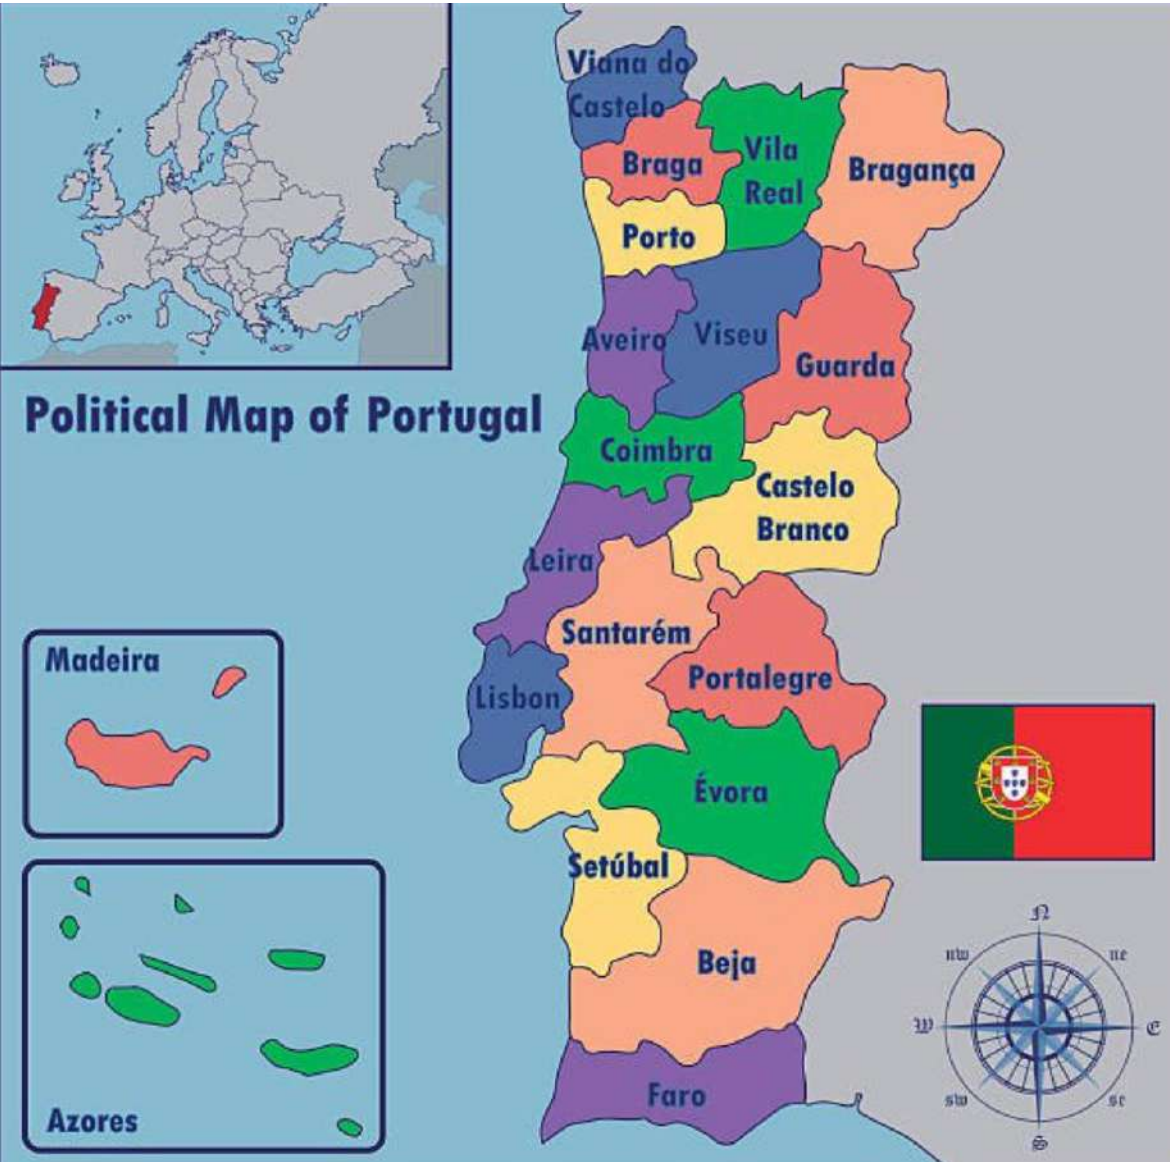 Viana do
Castelo
Braga
Vila
Real
Bragança
Porto
Aveiro
Viseu
Guarda
Political Map of Portugal
Coimbra
Castelo
Branco
Leira
Santarém
Madeira
Portalegre
Lisbon
Évora
Setúbal
Beja
Faro
Azores
N
nw
ne
W
E
sw
se
S